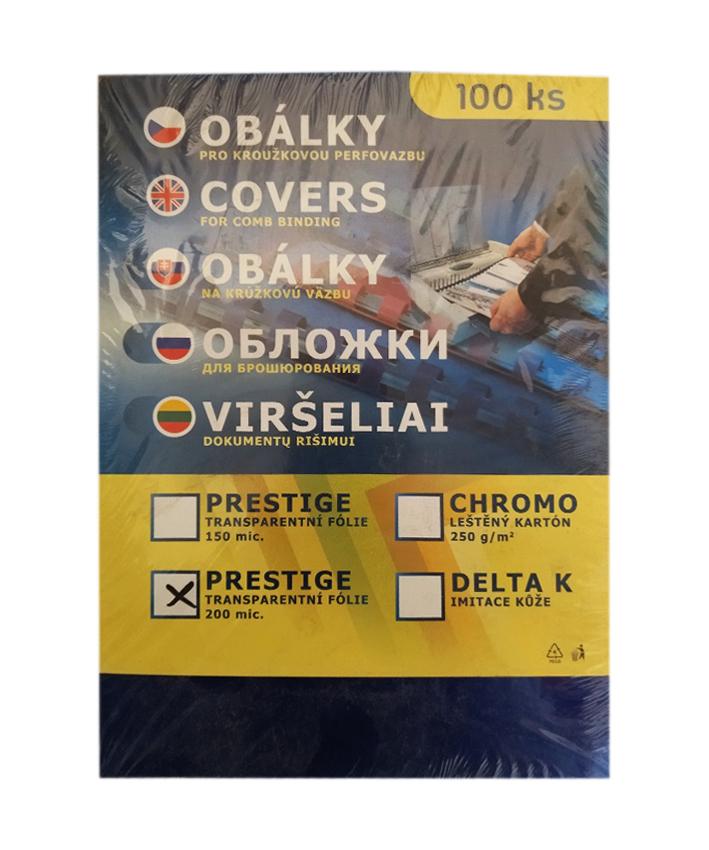 100 ks
OBÁLKY
PRO KROUŽKOVOU PERFOVAZBU
COVERS
FOR COMB BINDING
OBÁLKY
NA KRÚŽKOVÚ VÄZBU
ОБЛОЖКИ
ДЛЯ БРОШЮРОВАНИЯ
VIRŠELIAI
DOKUMENTŲ RIŠIMUI
PRESTIGE
TRANSPARENTNÍ FÓLIE
150 mic.
CHROMO
LEŠTĚNÝ KARTÓN
250 g/m²
PRESTIGE
TRANSPARENTNÍ FÓLIE
200 mic.
DELTA K
IMITACE KŮŽE